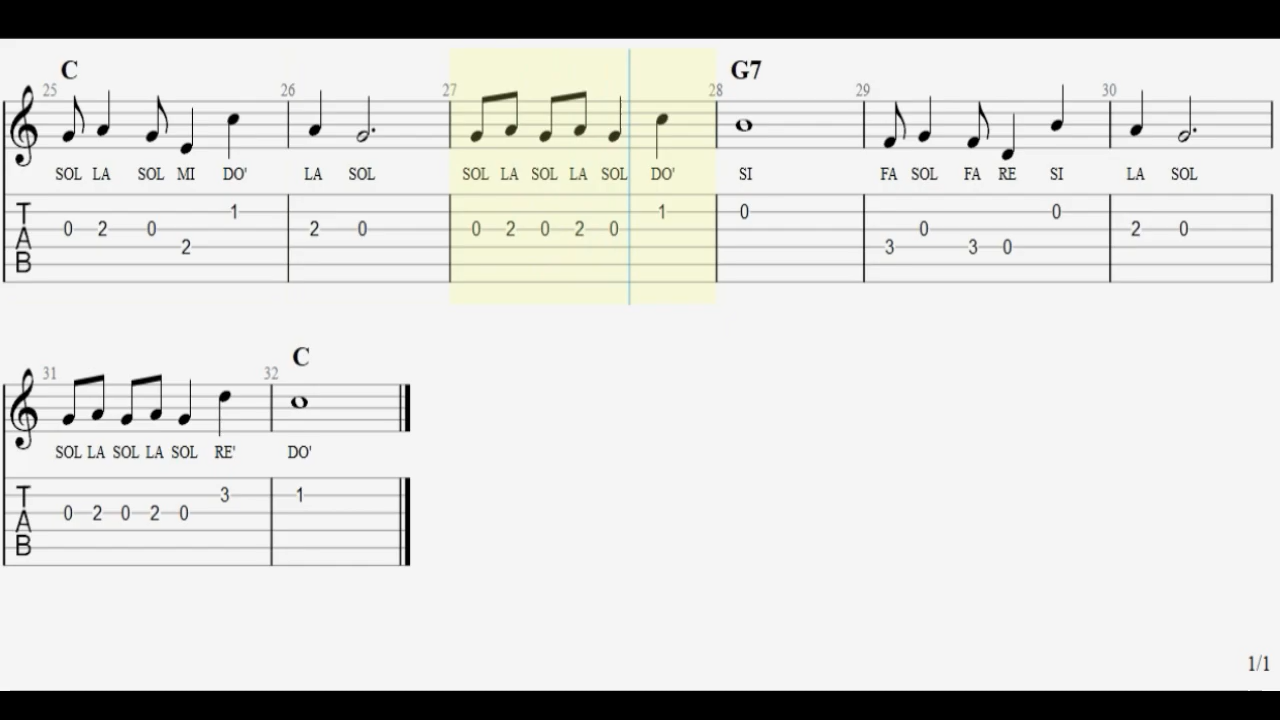 C G7
25 26 27 28 29 30
SOL LA SOL MI DO' LA SOL SOL LA SOL LA SOL DO' SI FA SOL FA RE SI LA SOL
T 1 1 0 0
A 0 2 0 2 0 0 2 0 2 0 0 2 0
B 2 3 3 0
C
31 32
SOL LA SOL LA SOL RE' DO'
T 3 1
A 0 2 0 2 0
B
1/1